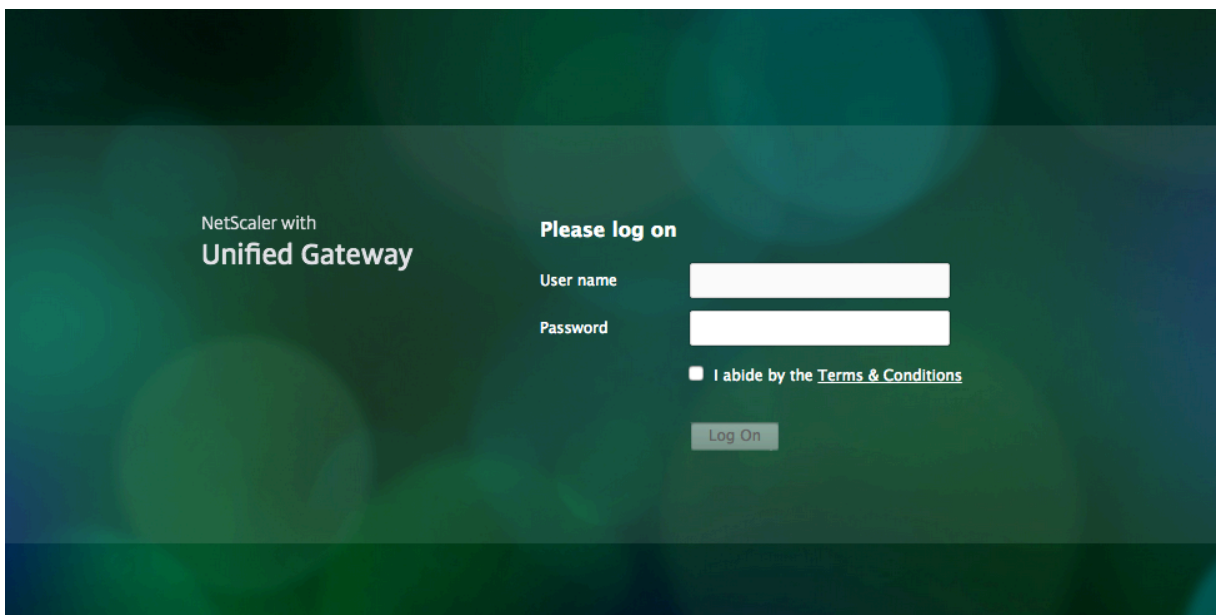 NetScaler with
Unified Gateway
Please log on
User name
Password
I abide by the Terms & Conditions
Log On